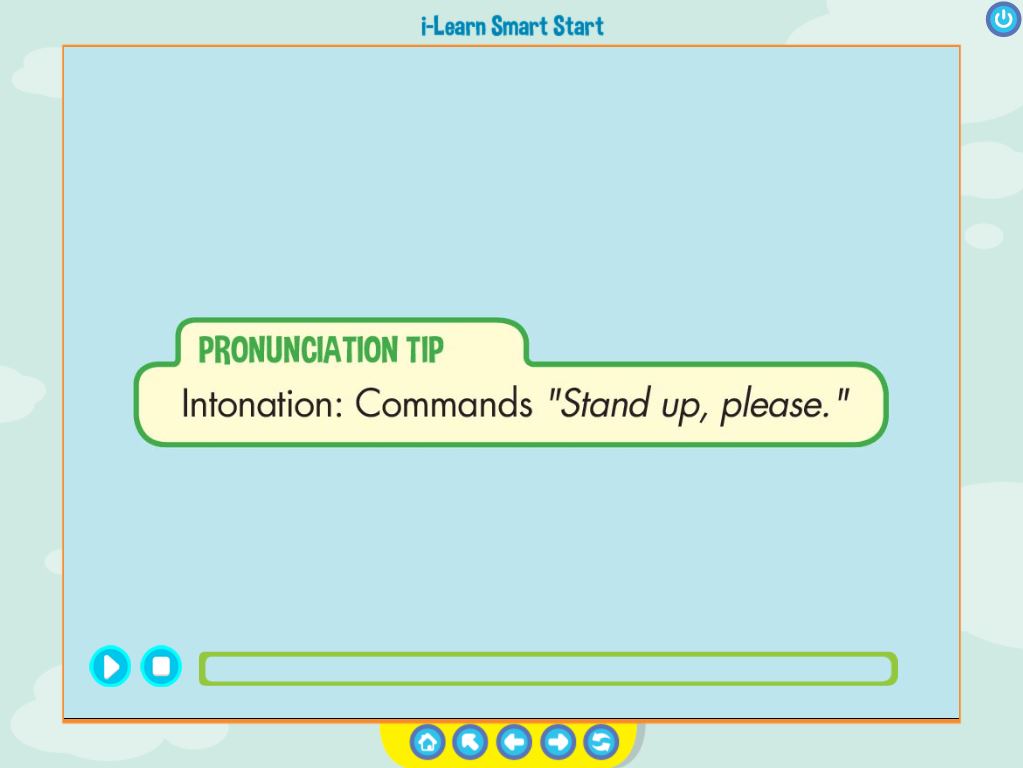 i-Learn Smart Start
PRONUNCIATION TIP
Intonation: Commands "Stand up, please."